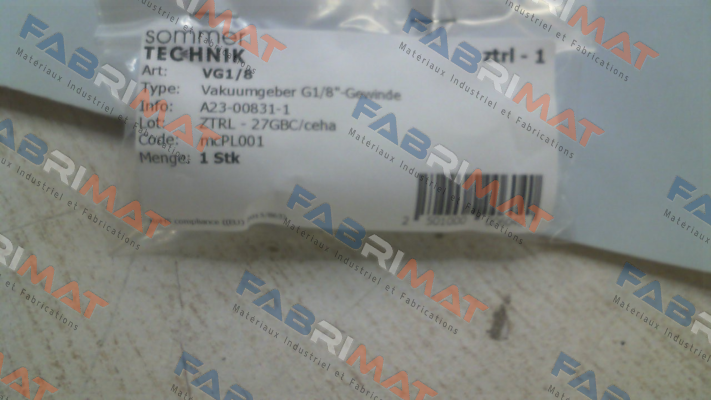 sommer ztrl - 1
TECHNIK
Art: VG1/8
Type: Vakuumgeber G1/8"-Gewinde
Info: A23-00831-1
Lot: ZTRL - 27GBC/ceha
Code: mcPL001
Menge: 1 Stk
FABRIMAT
Materiaux Industriel et Fabrications